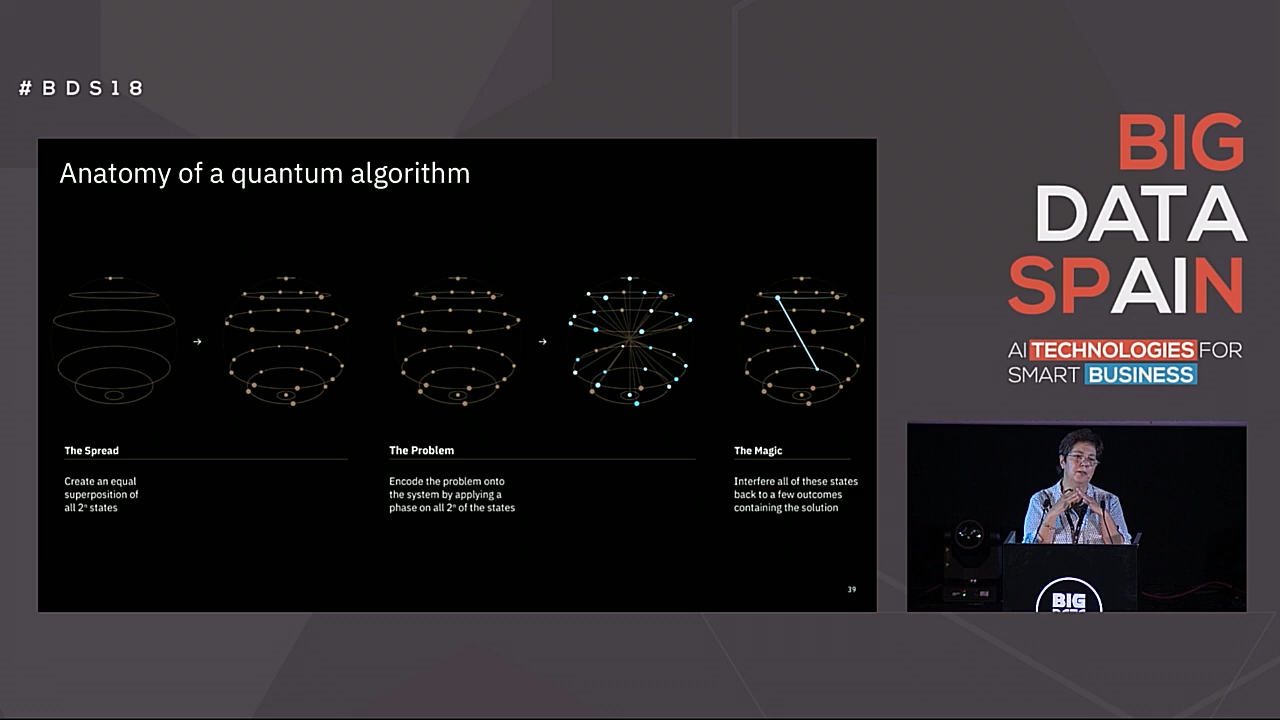 #BDS18
Anatomy of a quantum algorithm
The Spread
Create an equal
superposition of
all 2ⁿ states
The Problem
Encode the problem onto
the system by applying a
phase on all 2ⁿ of the states
The Magic
Interfere all of these states
back to a few outcomes
containing the solution
39
BIG
DATA
SPAIN
AI TECHNOLOGIES FOR
SMART BUSINESS
BIG